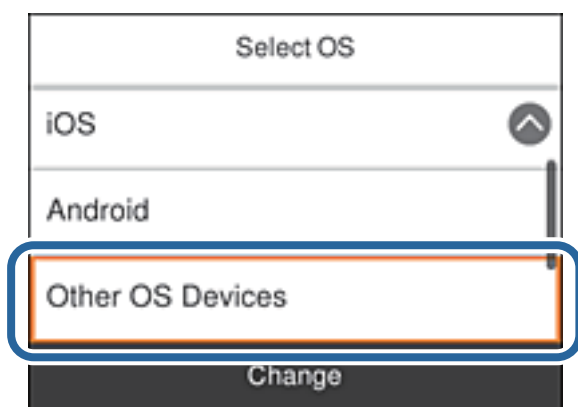 Select OS
iOS
Android
Other OS Devices
Change